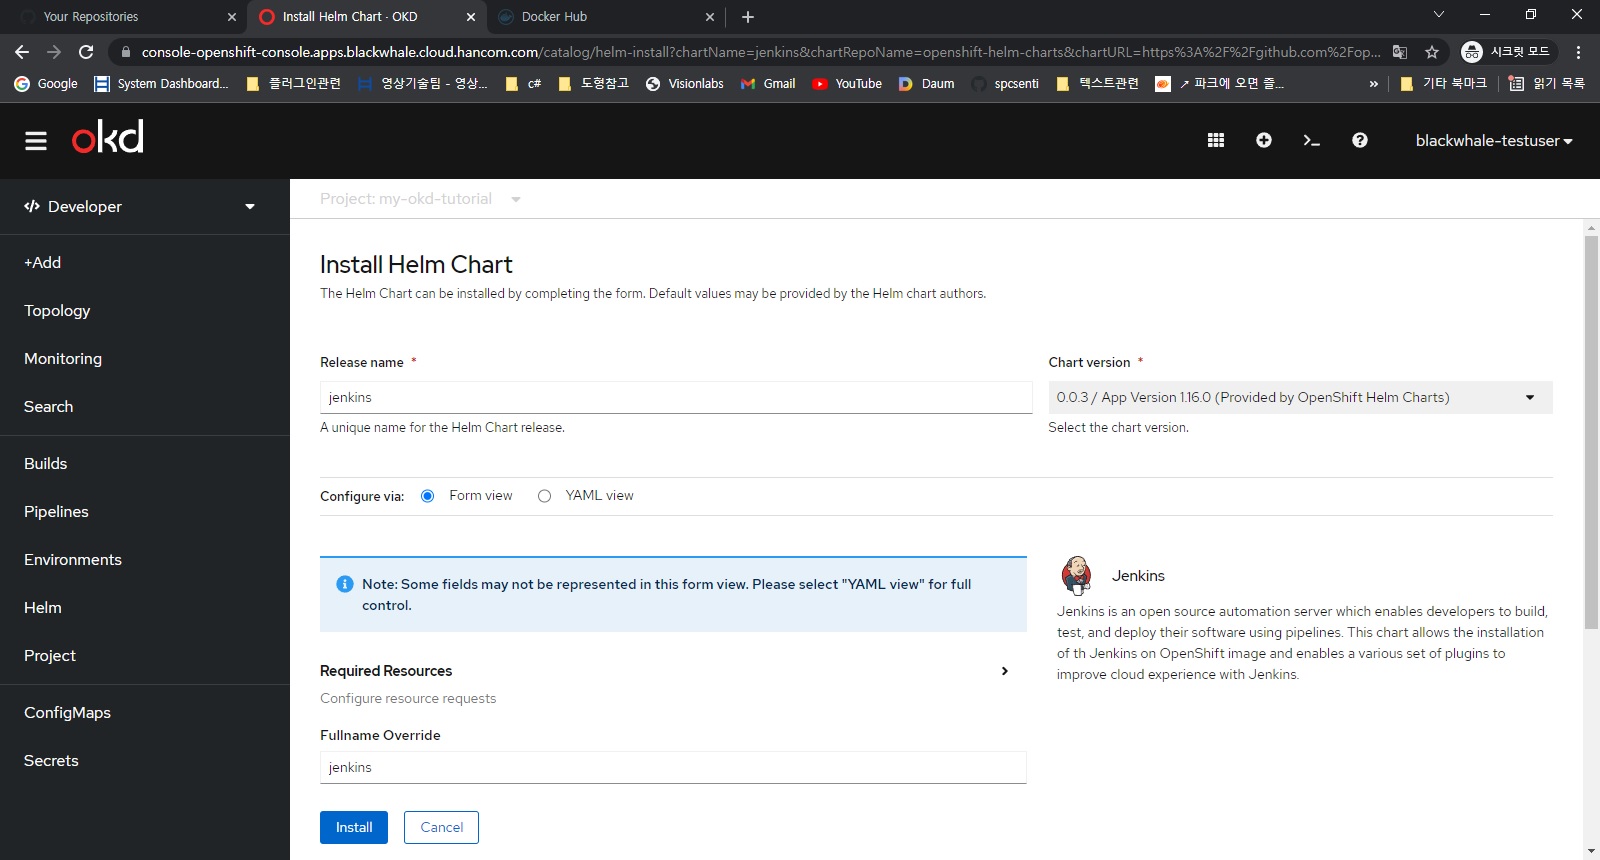 Your Repositories
Install Helm Chart · OKD
Docker Hub
console-openshift-console.apps.blackwhale.cloud.hancom.com/catalog/helm-install?chartName=jenkins&chartRepoName=openshift-helm-charts&chartURL=https%3A%2F%2Fgithub.com%2Fop...
시크릿 모드
Google
System Dashboard...
플러그인관련
영상기술팀 - 영상...
c#
도형참고
Visionlabs
Gmail
YouTube
Daum
spcsenti
텍스트관련
↗ 파크에 오면 즐...
»
기타 북마크
읽기 목록
okd
blackwhale-testuser
Developer
Project: my-okd-tutorial
+Add
Topology
Monitoring
Search
Builds
Pipelines
Environments
Helm
Project
ConfigMaps
Secrets
Install Helm Chart
The Helm Chart can be installed by completing the form. Default values may be provided by the Helm chart authors.
Release name *
jenkins
A unique name for the Helm Chart release.
Chart version *
0.0.3 / App Version 1.16.0 (Provided by OpenShift Helm Charts)
Select the chart version.
Configure via: Form view YAML view
Note: Some fields may not be represented in this form view. Please select "YAML view" for full
control.
Required Resources
Configure resource requests
Fullname Override
jenkins
Install
Cancel
Jenkins
Jenkins is an open source automation server which enables developers to build,
test, and deploy their software using pipelines. This chart allows the installation
of th Jenkins on OpenShift image and enables a various set of plugins to
improve cloud experience with Jenkins.